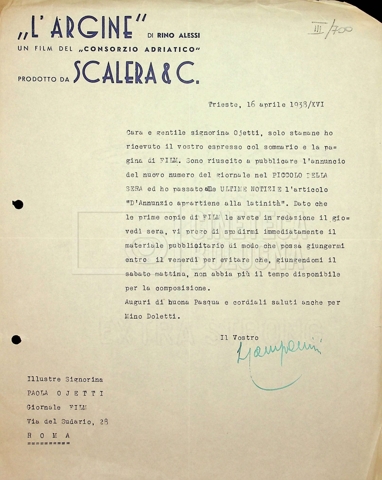 III/700
„L'ARGINE" DI RINO ALESSI
UN FILM DEL „CONSORZIO ADRIATICO"
PRODOTTO DA SCALERA & C.
Trieste, 16 aprile 1938/XVI
Cara e gentile signorina Ojetti, solo stamane ho
ricevuto il vostro espresso col sommario e la pa=
gina di FILM. Sono riuscito a pubblicare l'annuncio
del nuovo numero del giornale nel PICCOLO DELLA
SERA ed ho passato ULTIME NOTIZIE l'articolo
"D'Annunzio appartiene alla latinità". Dato che
le prime copie di FILM le avete in redazione il gio=
vedì sera, vi prero di spedirmi immediatamente il
materiale pubblicitario di modo che possa giungermi
entro il venerdì per evitare che, giungendomi il
sabato mattina, non abbia più il tempo disponibile
per la composizione.
Auguri di buona Pasqua e cordiali saluti anche per
Mino Doletti.
Il Vostro
Illustre Signorina
PAOLA OJETTI
Giornale FILM
Via del Sudario, 28
R O M A
=========